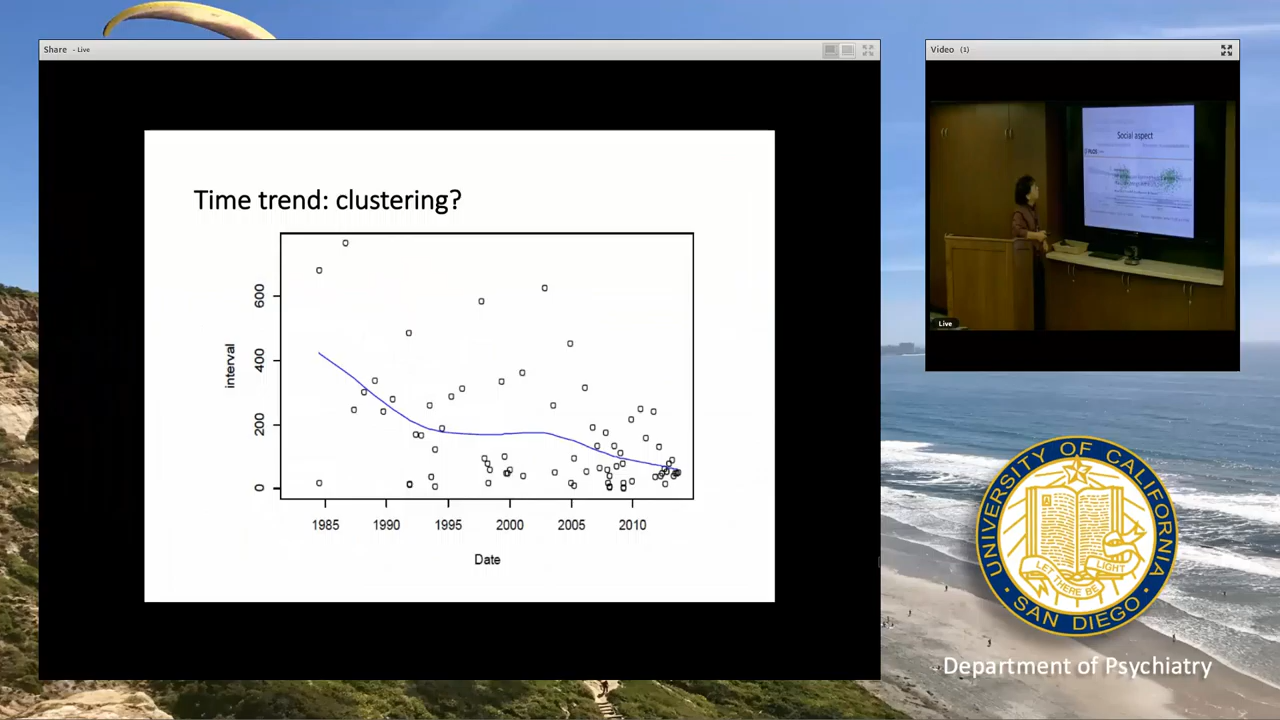 Share - Live
Time trend: clustering?
interval
600
400
200
0
1985
1990
1995
2000
2005
2010
Date
Video (1)
Social aspect
PLOS
Live
UNIVERSITY OF CALIFORNIA
SAN DIEGO
LET THERE BE LIGHT
A
Department of Psychiatry